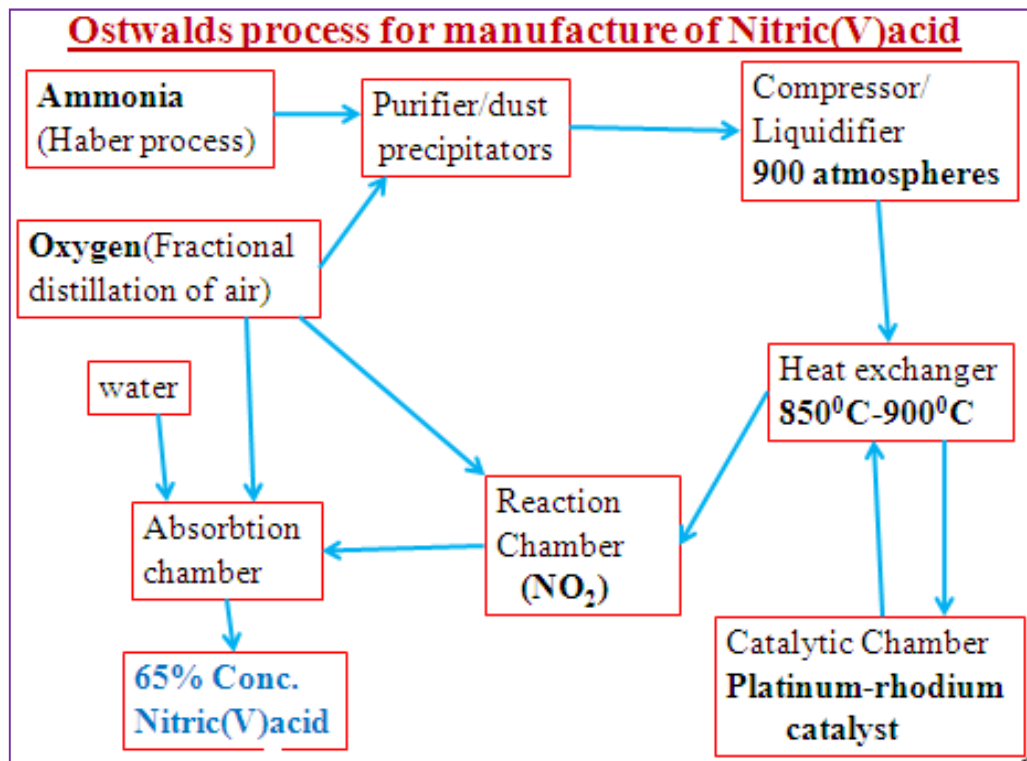 Ostwalds process for manufacture of Nitric(V)acid
Ammonia
(Haber process)
Purifier/dust
precipitators
Compressor/
Liquidifier
900 atmospheres
Oxygen(Fractional
distillation of air)
water
Heat exchanger
850⁰C-900⁰C
Absorbtion
chamber
Reaction
Chamber
(NO₂)
65% Conc.
Nitric(V)acid
Catalytic Chamber
Platinum-rhodium
catalyst